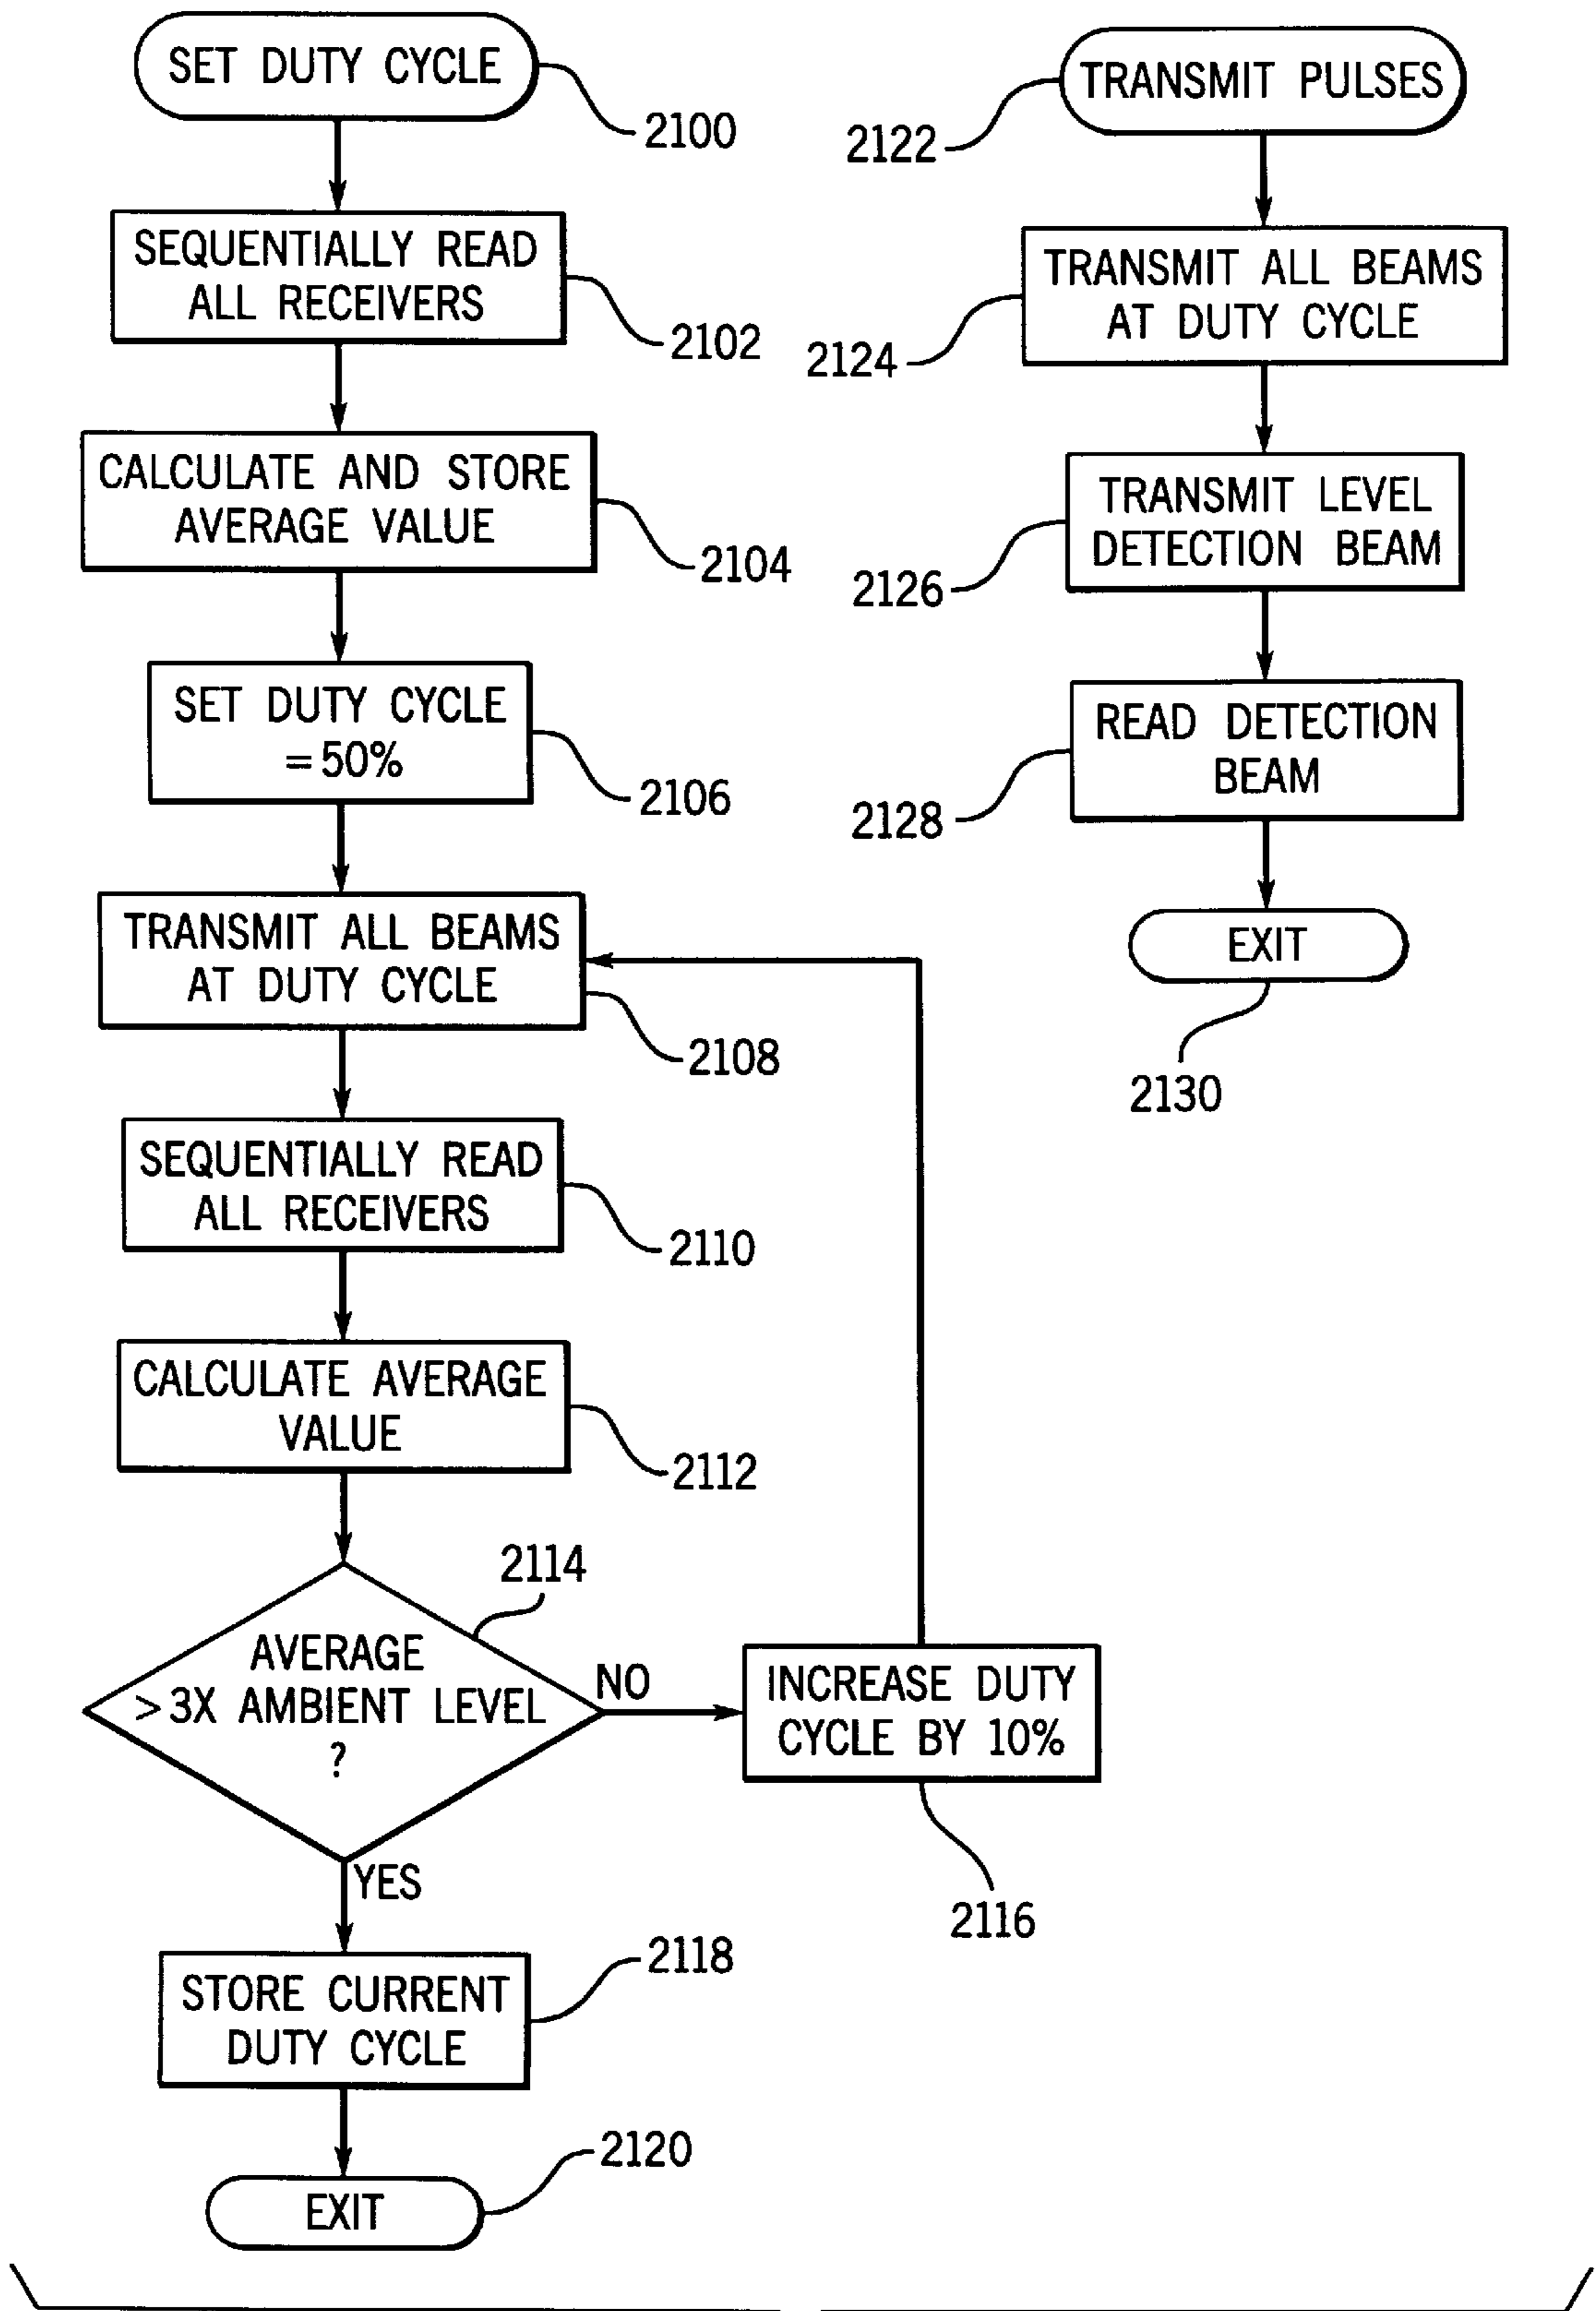 SET DUTY CYCLE
2100
SEQUENTIALLY READ
ALL RECEIVERS
2102
CALCULATE AND STORE
AVERAGE VALUE
2104
SET DUTY CYCLE
= 50%
2106
TRANSMIT ALL BEAMS
AT DUTY CYCLE
2108
SEQUENTIALLY READ
ALL RECEIVERS
2110
CALCULATE AVERAGE
VALUE
2112
2114
AVERAGE
> 3X AMBIENT LEVEL
?
NO
INCREASE DUTY
CYCLE BY 10%
2116
YES
STORE CURRENT
DUTY CYCLE
2118
EXIT
2120
TRANSMIT PULSES
2122
TRANSMIT ALL BEAMS
AT DUTY CYCLE
2124
TRANSMIT LEVEL
DETECTION BEAM
2126
READ DETECTION
BEAM
2128
EXIT
2130